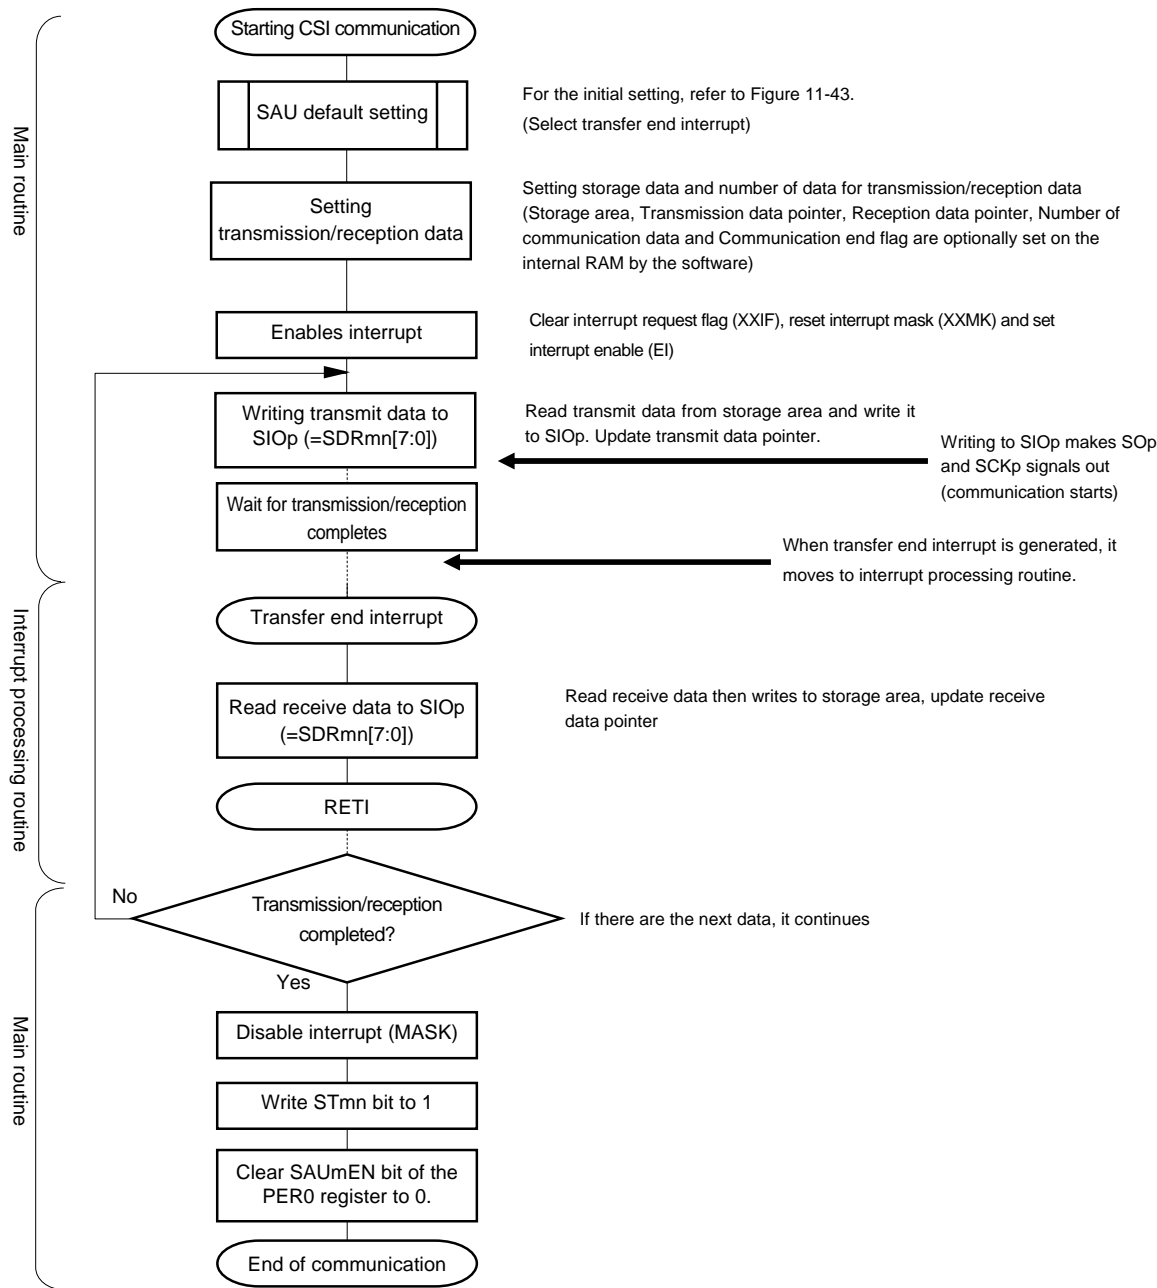 Starting CSI communication
Main routine
SAU default setting
For the initial setting, refer to Figure 11-43.
(Select transfer end interrupt)
Setting
transmission/reception data
Setting storage data and number of data for transmission/reception data
(Storage area, Transmission data pointer, Reception data pointer, Number of
communication data and Communication end flag are optionally set on the
internal RAM by the software)
Enables interrupt
Clear interrupt request flag (XXIF), reset interrupt mask (XXMK) and set
interrupt enable (EI)
Writing transmit data to
SIOp (=SDRmn[7:0])
Read transmit data from storage area and write it
to SIOp. Update transmit data pointer.
Writing to SIOp makes SOp
and SCKp signals out
(communication starts)
Wait for transmission/reception
completes
When transfer end interrupt is generated, it
moves to interrupt processing routine.
Interrupt processing routine
Transfer end interrupt
Read receive data to SIOp
(=SDRmn[7:0])
Read receive data then writes to storage area, update receive
data pointer
RETI
No
Transmission/reception
completed?
If there are the next data, it continues
Yes
Main routine
Disable interrupt (MASK)
Write STmn bit to 1
Clear SAUmEN bit of the
PER0 register to 0.
End of communication